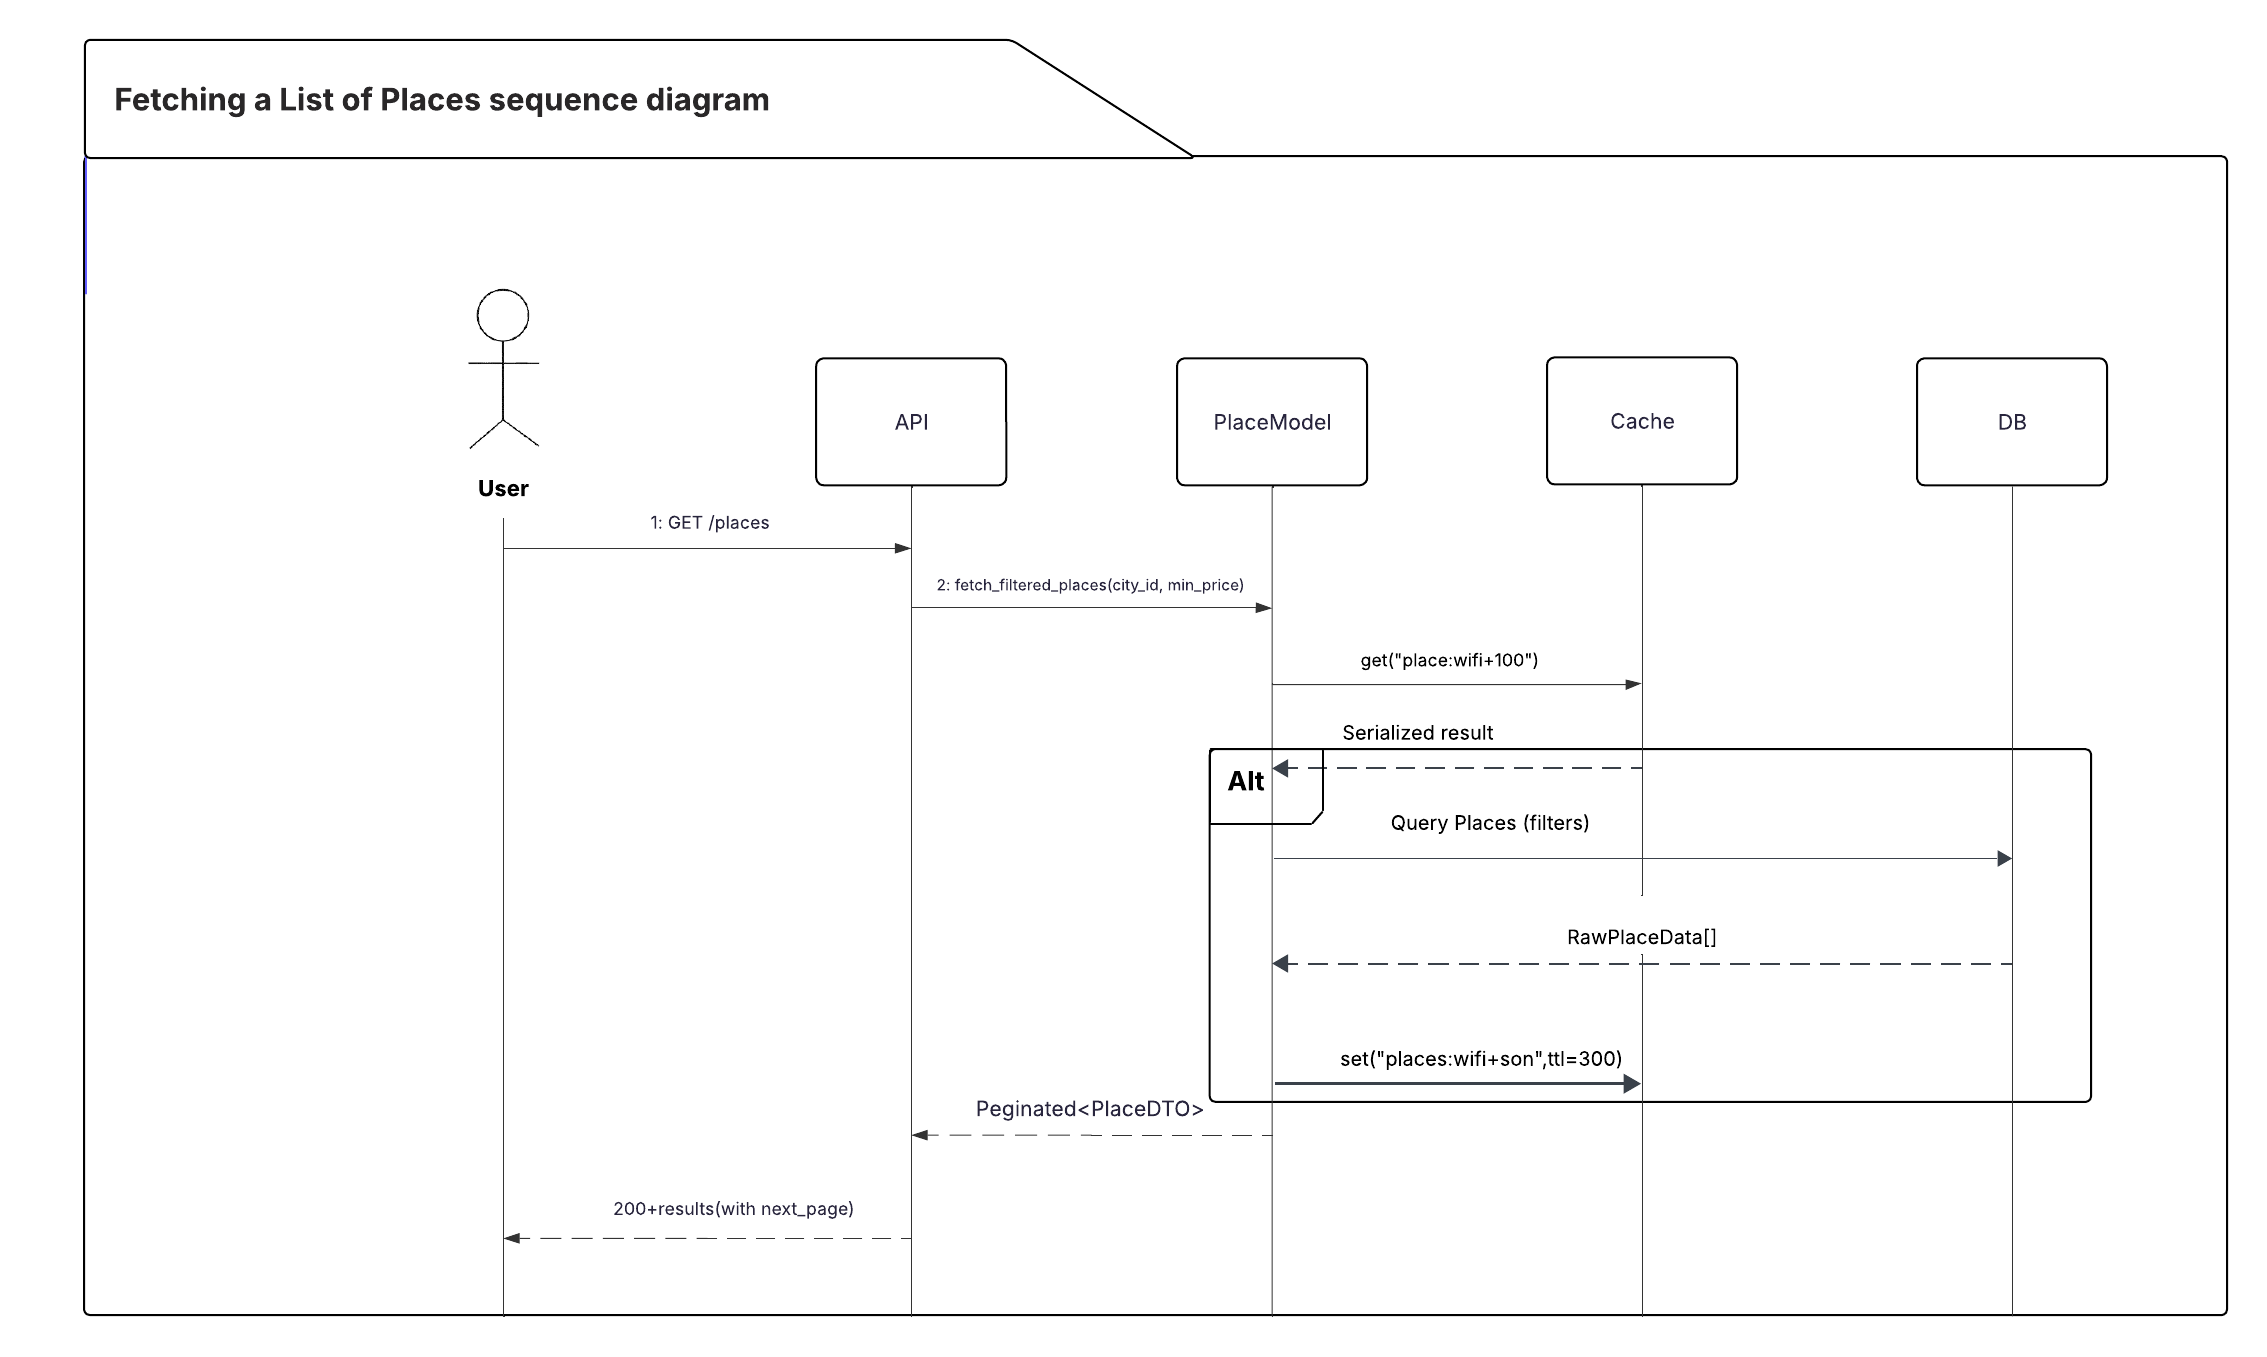 Fetching a List of Places sequence diagram
User
API
PlaceModel
Cache
DB
1: GET /places
2: fetch_filtered_places(city_id, min_price)
get("place:wifi+100")
Serialized result
Alt
Query Places (filters)
RawPlaceData[]
set("places:wifi+son",ttl=300)
Peginated<PlaceDTO>
200+results(with next_page)